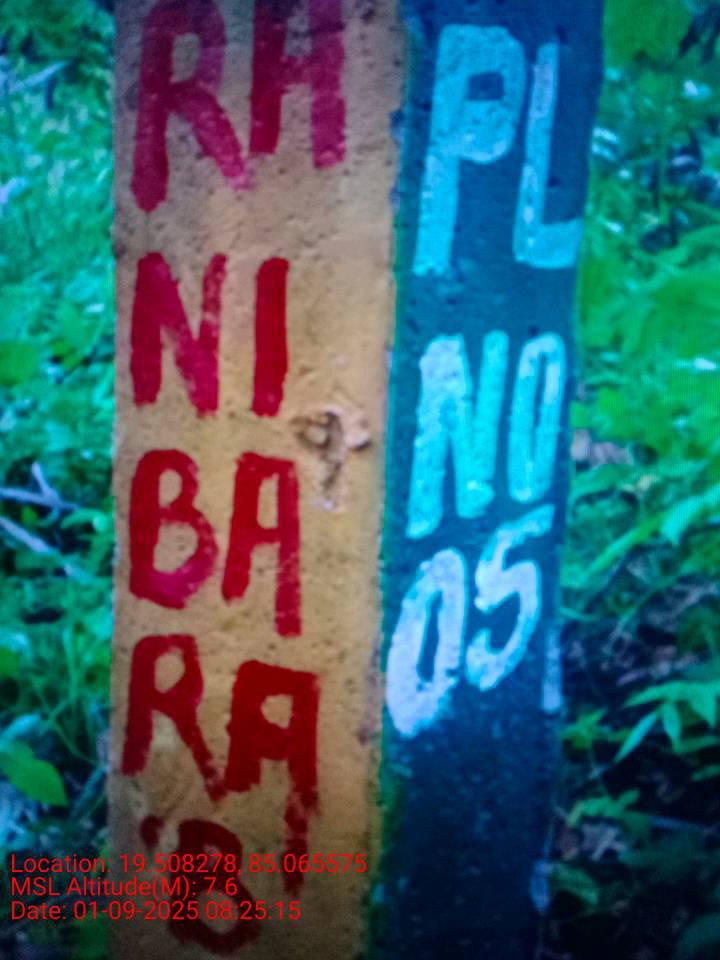 RA
NI
BA
RA
'B
PL
NO
05
Location: 19.508278, 85.065575
MSL Altitude(M): 7.6
Date: 01-09-2025 08:25:15